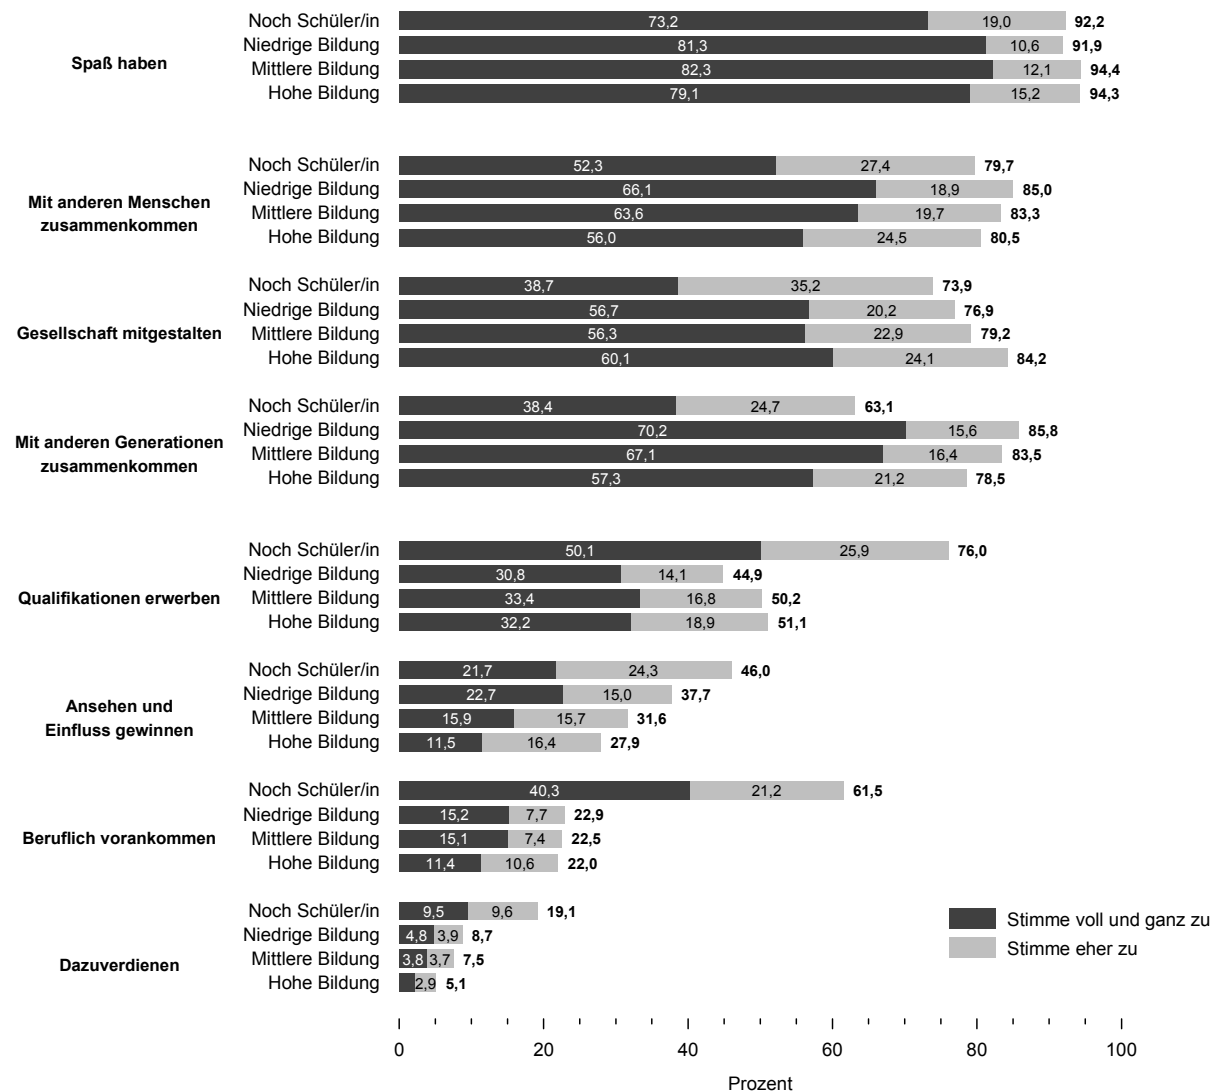 Spaß haben
Noch Schüler/in 73,2 19,0 92,2
Niedrige Bildung 81,3 10,6 91,9
Mittlere Bildung 82,3 12,1 94,4
Hohe Bildung 79,1 15,2 94,3
Mit anderen Menschen
zusammenkommen
Noch Schüler/in 52,3 27,4 79,7
Niedrige Bildung 66,1 18,9 85,0
Mittlere Bildung 63,6 19,7 83,3
Hohe Bildung 56,0 24,5 80,5
Gesellschaft mitgestalten
Noch Schüler/in 38,7 35,2 73,9
Niedrige Bildung 56,7 20,2 76,9
Mittlere Bildung 56,3 22,9 79,2
Hohe Bildung 60,1 24,1 84,2
Mit anderen Generationen
zusammenkommen
Noch Schüler/in 38,4 24,7 63,1
Niedrige Bildung 70,2 15,6 85,8
Mittlere Bildung 67,1 16,4 83,5
Hohe Bildung 57,3 21,2 78,5
Qualifikationen erwerben
Noch Schüler/in 50,1 25,9 76,0
Niedrige Bildung 30,8 14,1 44,9
Mittlere Bildung 33,4 16,8 50,2
Hohe Bildung 32,2 18,9 51,1
Ansehen und
Einfluss gewinnen
Noch Schüler/in 21,7 24,3 46,0
Niedrige Bildung 22,7 15,0 37,7
Mittlere Bildung 15,9 15,7 31,6
Hohe Bildung 11,5 16,4 27,9
Beruflich vorankommen
Noch Schüler/in 40,3 21,2 61,5
Niedrige Bildung 15,2 7,7 22,9
Mittlere Bildung 15,1 7,4 22,5
Hohe Bildung 11,4 10,6 22,0
Dazuverdienen
Noch Schüler/in 9,5 9,6 19,1
Niedrige Bildung 4,8 3,9 8,7
Mittlere Bildung 3,8 3,7 7,5
Hohe Bildung 2,9 5,1
Stimme voll und ganz zu
Stimme eher zu
0 20 40 60 80 100
Prozent